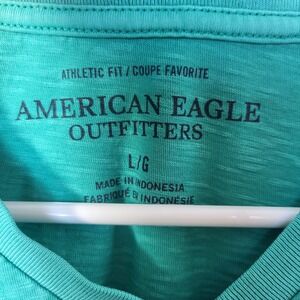 ATHLETIC FIT / COUPE FAVORITE
AMERICAN EAGLE
OUTFITTERS
L/G
MADE IN INDONESIA
FABRIQUÉ EN INDONÉSIE